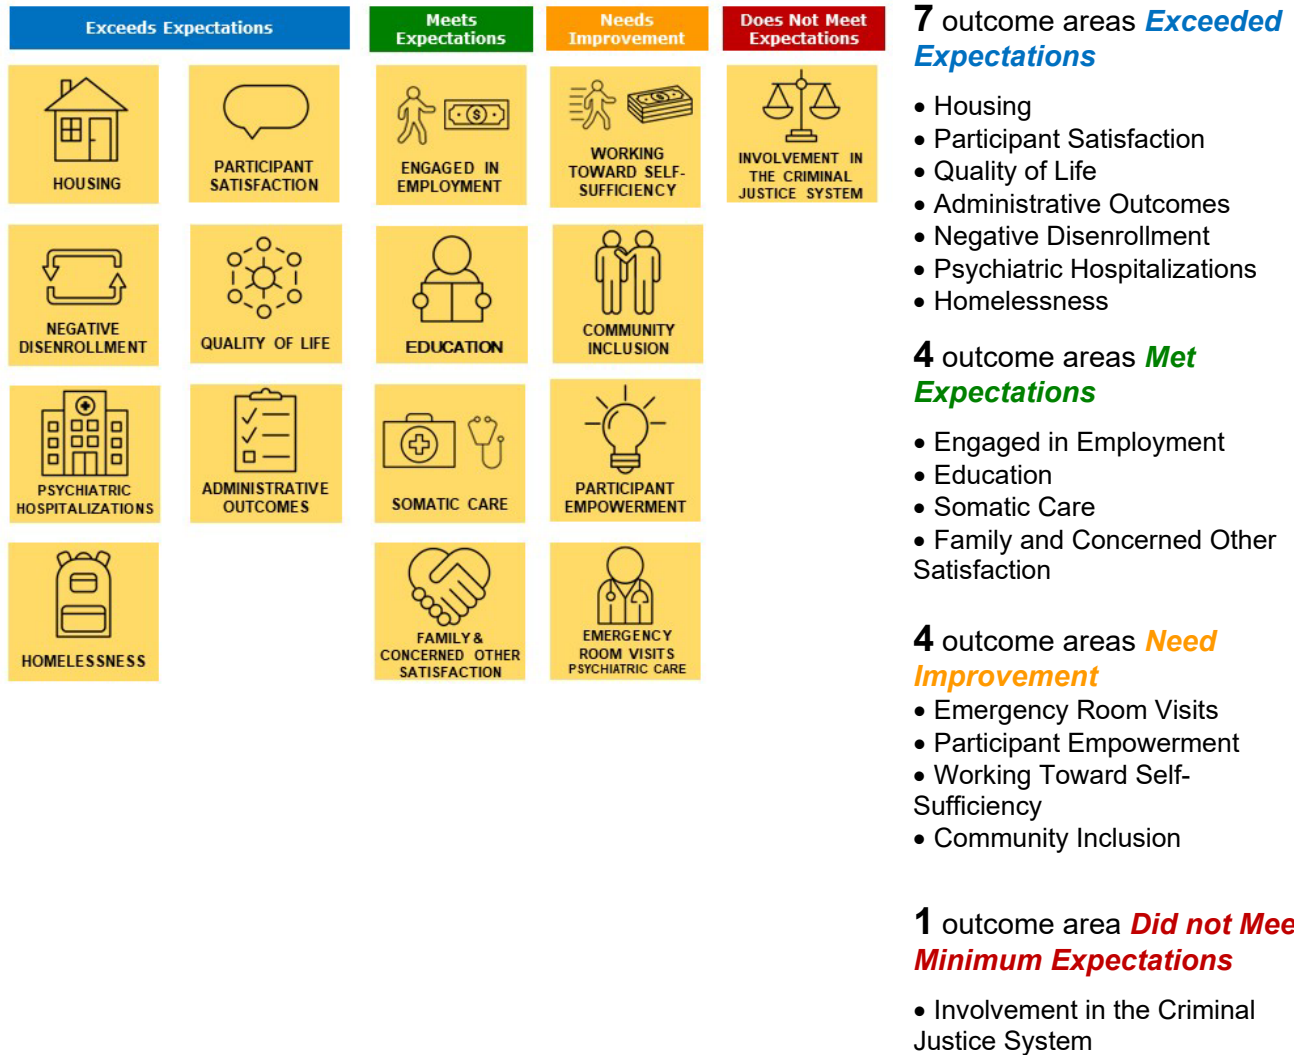 Exceeds Expectations
Meets
Expectations
Needs
Improvement
Does Not Meet
Expectations
HOUSING
PARTICIPANT
SATISFACTION
ENGAGED IN
EMPLOYMENT
WORKING
TOWARD SELF-
SUFFICIENCY
INVOLVEMENT IN
THE CRIMINAL
JUSTICE SYSTEM
NEGATIVE
DISENROLLMENT
QUALITY OF LIFE
EDUCATION
COMMUNITY
INCLUSION
PSYCHIATRIC
HOSPITALIZATIONS
ADMINISTRATIVE
OUTCOMES
SOMATIC CARE
PARTICIPANT
EMPOWERMENT
HOMELESSNESS
FAMILY &
CONCERNED OTHER
SATISFACTION
EMERGENCY
ROOM VISITS
PSYCHIATRIC CARE
7 outcome areas Exceeded
Expectations
• Housing
• Participant Satisfaction
• Quality of Life
• Administrative Outcomes
• Negative Disenrollment
• Psychiatric Hospitalizations
• Homelessness
4 outcome areas Met
Expectations
• Engaged in Employment
• Education
• Somatic Care
• Family and Concerned Other
Satisfaction
4 outcome areas Need
Improvement
• Emergency Room Visits
• Participant Empowerment
• Working Toward Self-
Sufficiency
• Community Inclusion
1 outcome area Did not Mee
Minimum Expectations
• Involvement in the Criminal
Justice System